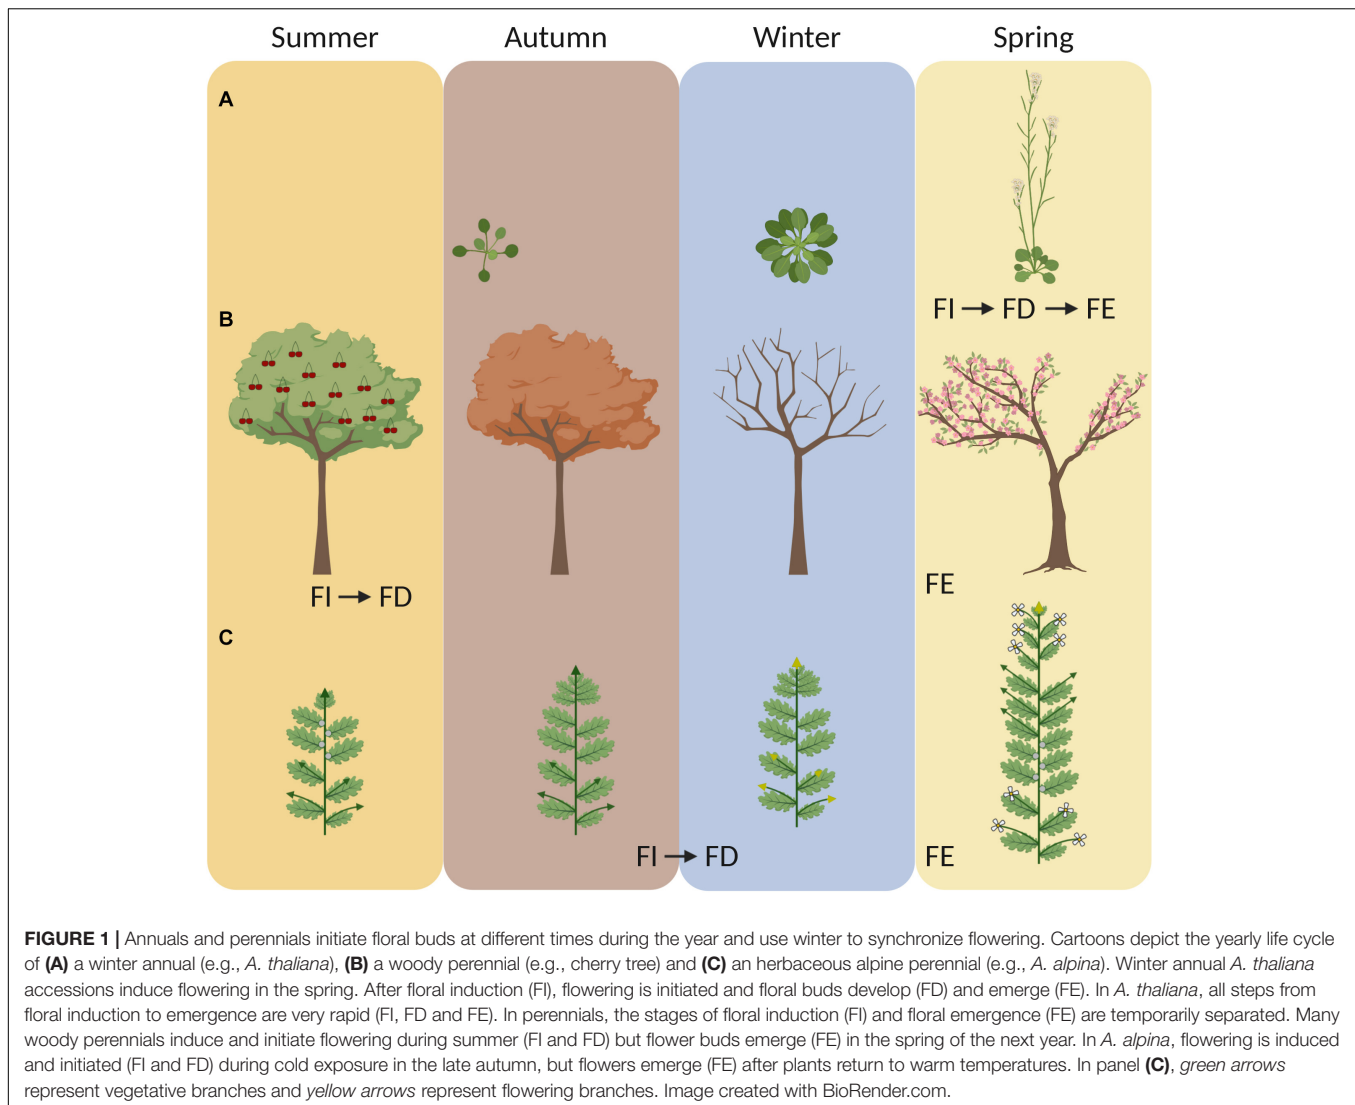 Summer Autumn Winter Spring
A
FI → FD → FE
B
FI → FD
FE
C
FI → FD
FE
FIGURE 1 | Annuals and perennials initiate floral buds at different times during the year and use winter to synchronize flowering. Cartoons depict the yearly life cycle
of (A) a winter annual (e.g., A. thaliana), (B) a woody perennial (e.g., cherry tree) and (C) an herbaceous alpine perennial (e.g., A. alpina). Winter annual A. thaliana
accessions induce flowering in the spring. After floral induction (FI), flowering is initiated and floral buds develop (FD) and emerge (FE). In A. thaliana, all steps from
floral induction to emergence are very rapid (FI, FD and FE). In perennials, the stages of floral induction (FI) and floral emergence (FE) are temporarily separated. Many
woody perennials induce and initiate flowering during summer (FI and FD) but flower buds emerge (FE) in the spring of the next year. In A. alpina, flowering is induced
and initiated (FI and FD) during cold exposure in the late autumn, but flowers emerge (FE) after plants return to warm temperatures. In panel (C), green arrows
represent vegetative branches and yellow arrows represent flowering branches. Image created with BioRender.com.